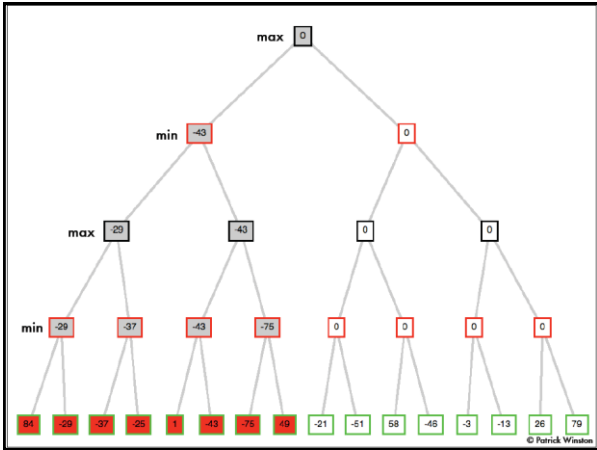 max 0
min -43 0
max -29 -43 0 0
min -29 -37 -43 -75 0 0 0 0
84 -29 -37 -25 1 -43 -75 49 -21 -51 58 -46 -3 -13 26 79
© Patrick Winston